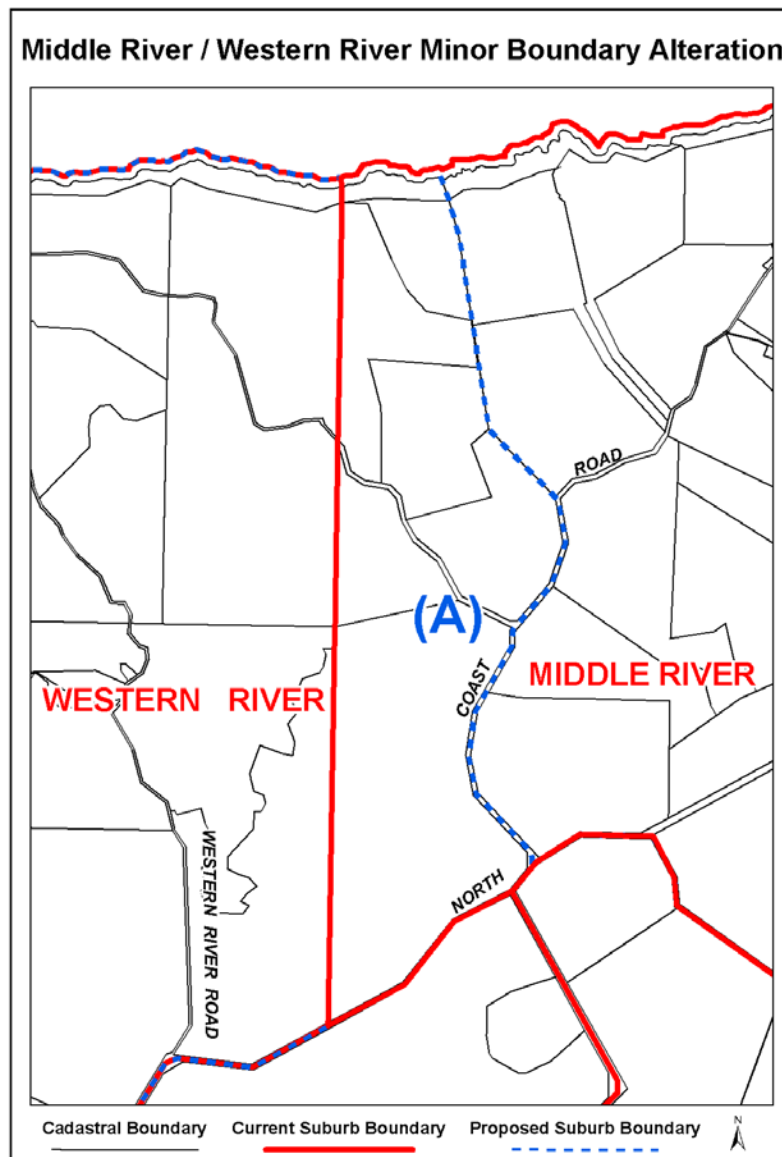 Middle River / Western River Minor Boundary Alteration
ROAD
(A)
COAST
WESTERN RIVER
MIDDLE RIVER
WESTERN RIVER ROAD
NORTH
Cadastral Boundary
Current Suburb Boundary
Proposed Suburb Boundary
N